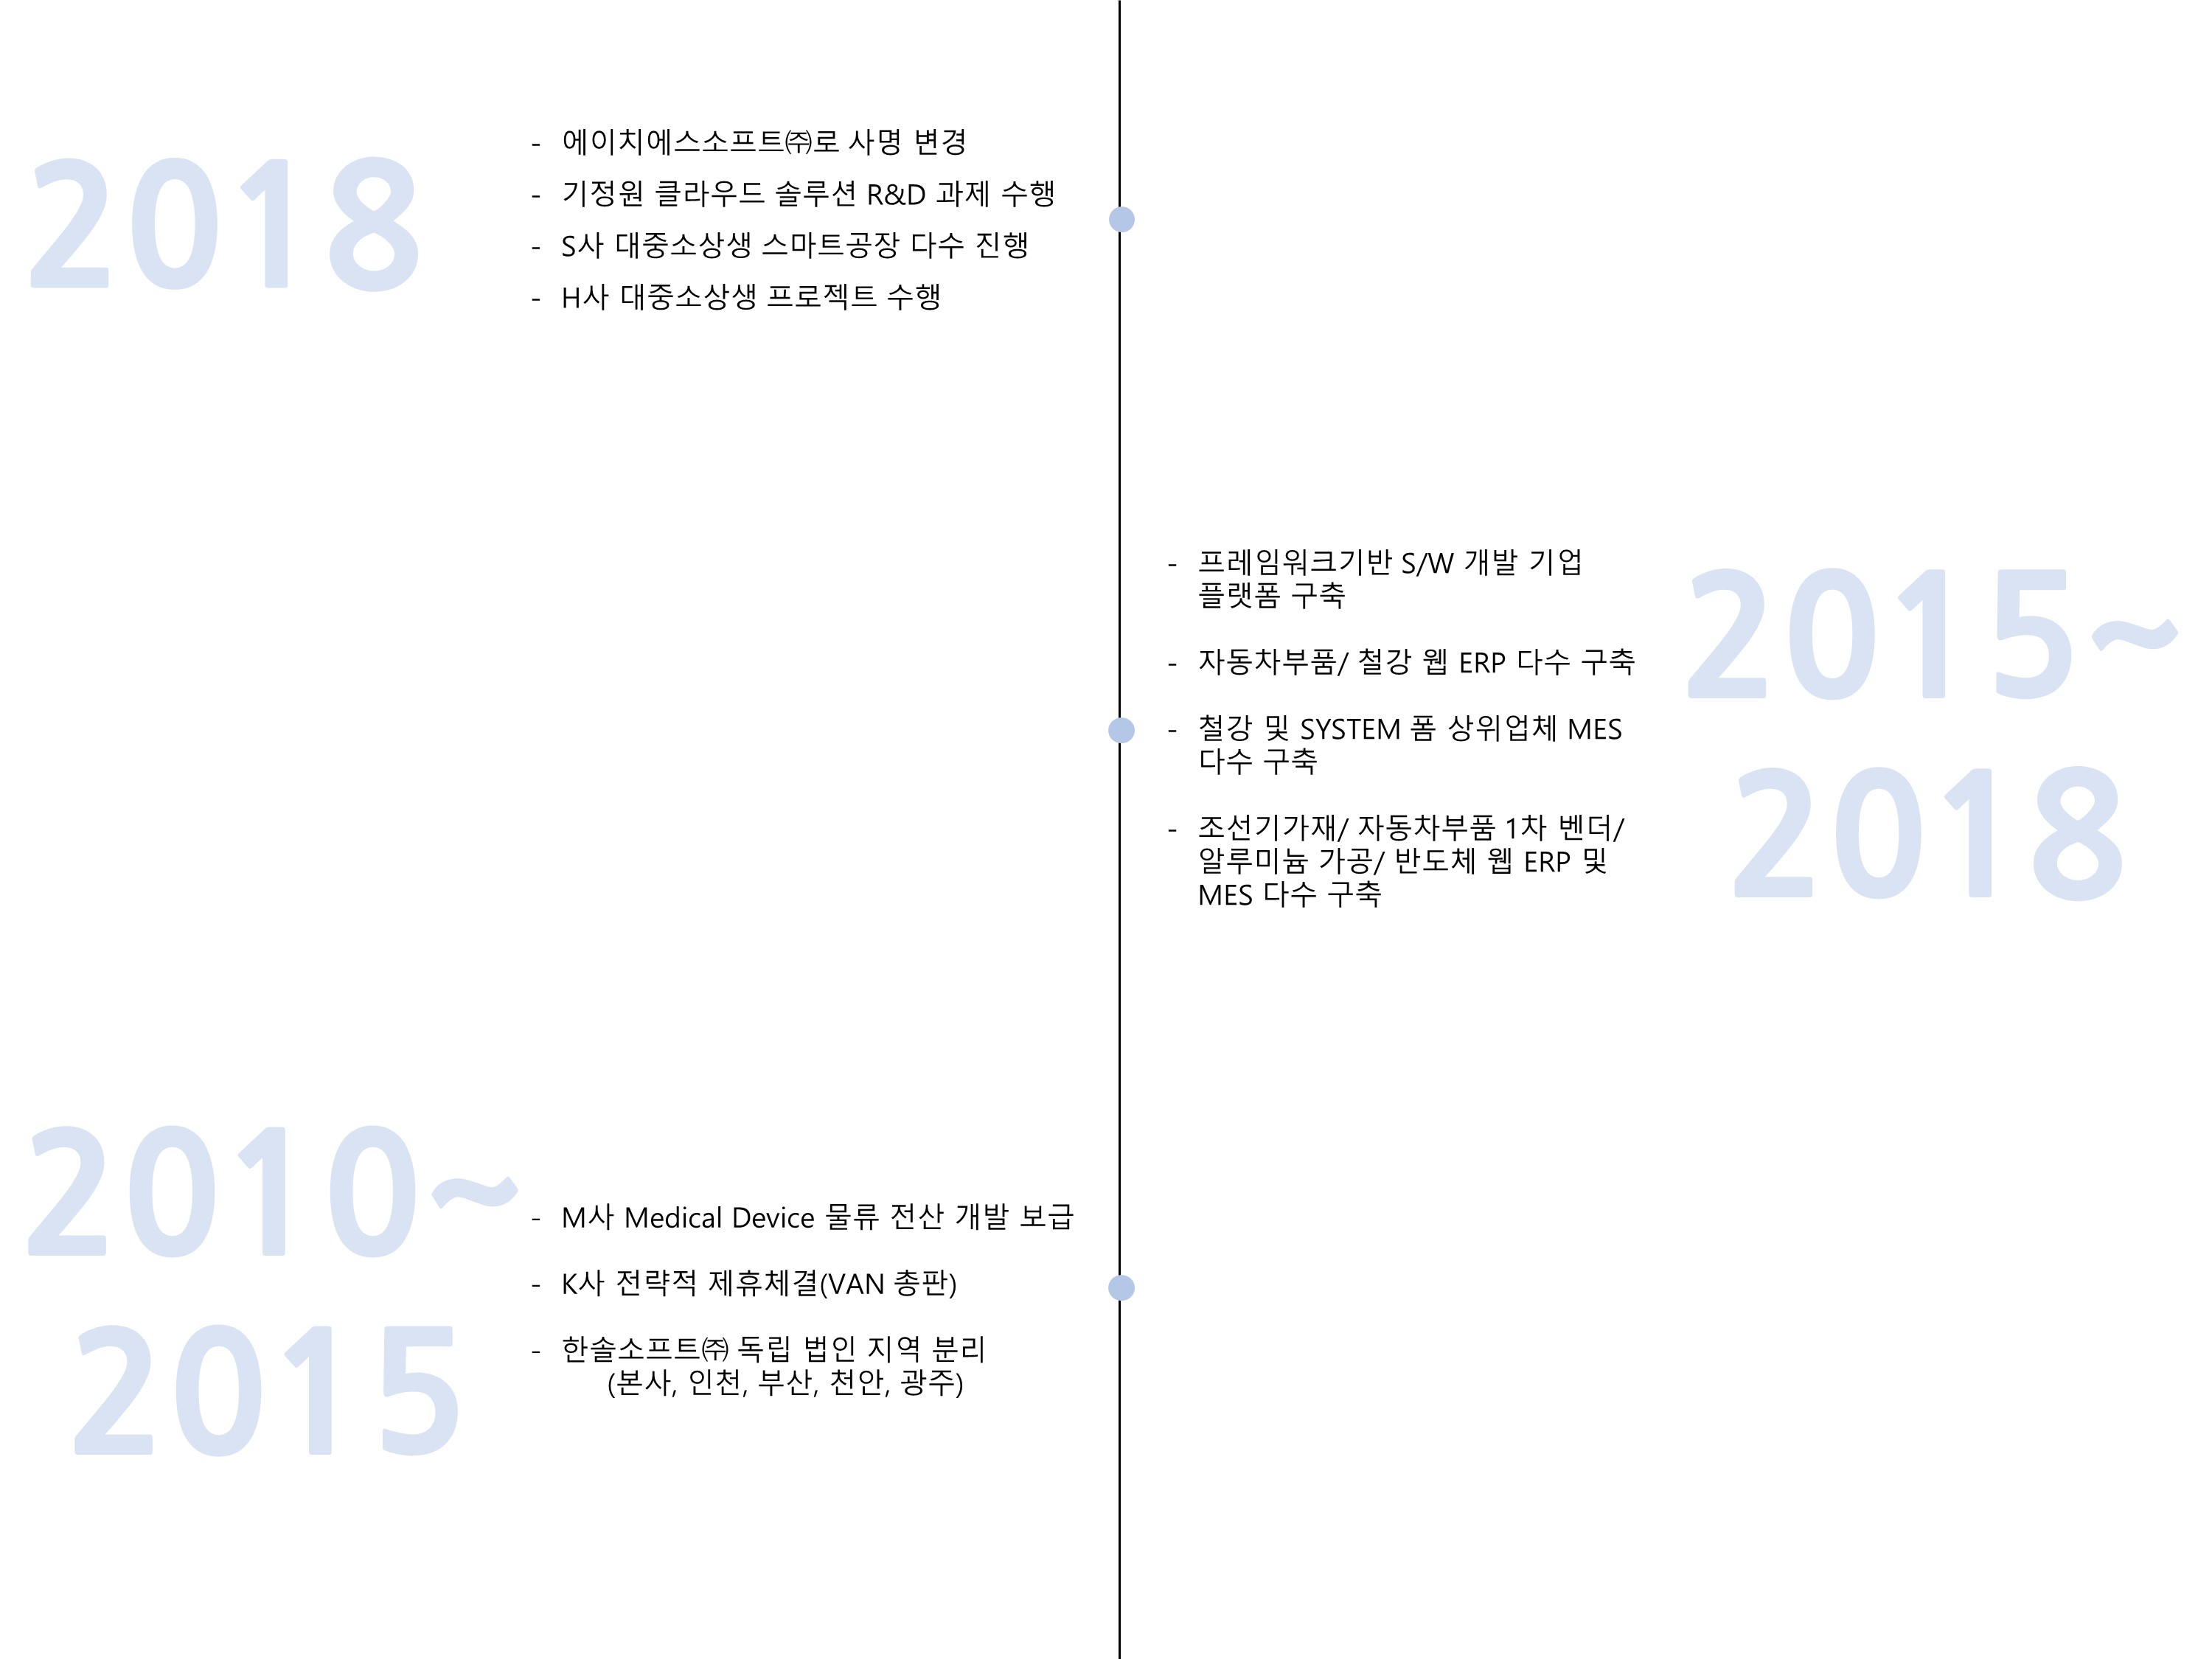 2018
- 에이치에스소프트㈜로 사명 변경
- 기정원 클라우드 솔루션 R&D 과제 수행
- S사 대중소상생 스마트공장 다수 진행
- H사 대중소상생 프로젝트 수행
2015~
2018
- 프레임워크기반 S/W 개발 기업
플랫폼 구축
- 자동차부품/ 철강 웹 ERP 다수 구축
- 철강 및 SYSTEM 폼 상위업체 MES
다수 구축
- 조선기가재/ 자동차부품 1차 벤더/
알루미늄 가공/ 반도체 웹 ERP 및
MES 다수 구축
2010~
2015
- M사 Medical Device 물류 전산 개발 보급
- K사 전략적 제휴체결(VAN 총판)
- 한솔소프트㈜ 독립 법인 지역 분리
(본사, 인천, 부산, 천안, 광주)